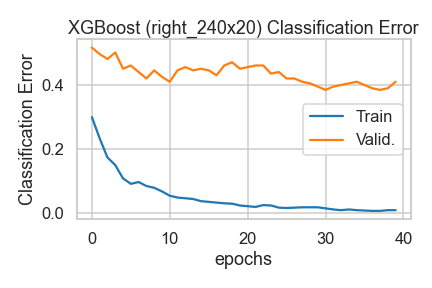 XGBoost (right_240x20) Classification Error
Classification Error
0.4
0.2
0.0
Train
Valid.
0
10
20
30
40
epochs